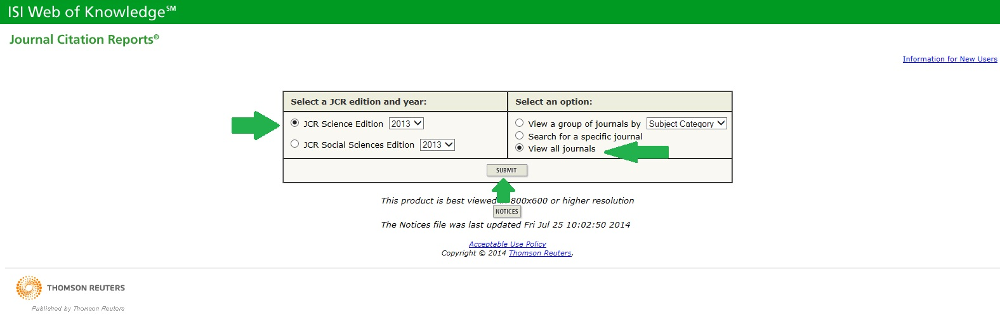 ISI Web of Knowledge℠
Journal Citation Reports®
Information for New Users
Select a JCR edition and year:
Select an option:
JCR Science Edition 2013
JCR Social Sciences Edition 2013
View a group of journals by Subject Category
Search for a specific journal
View all journals
SUBMIT
This product is best viewed in 800x600 or higher resolution
NOTICES
The Notices file was last updated Fri Jul 25 10:02:50 2014
Acceptable Use Policy
Copyright © 2014 Thomson Reuters.
THOMSON REUTERS
Published by Thomson Reuters